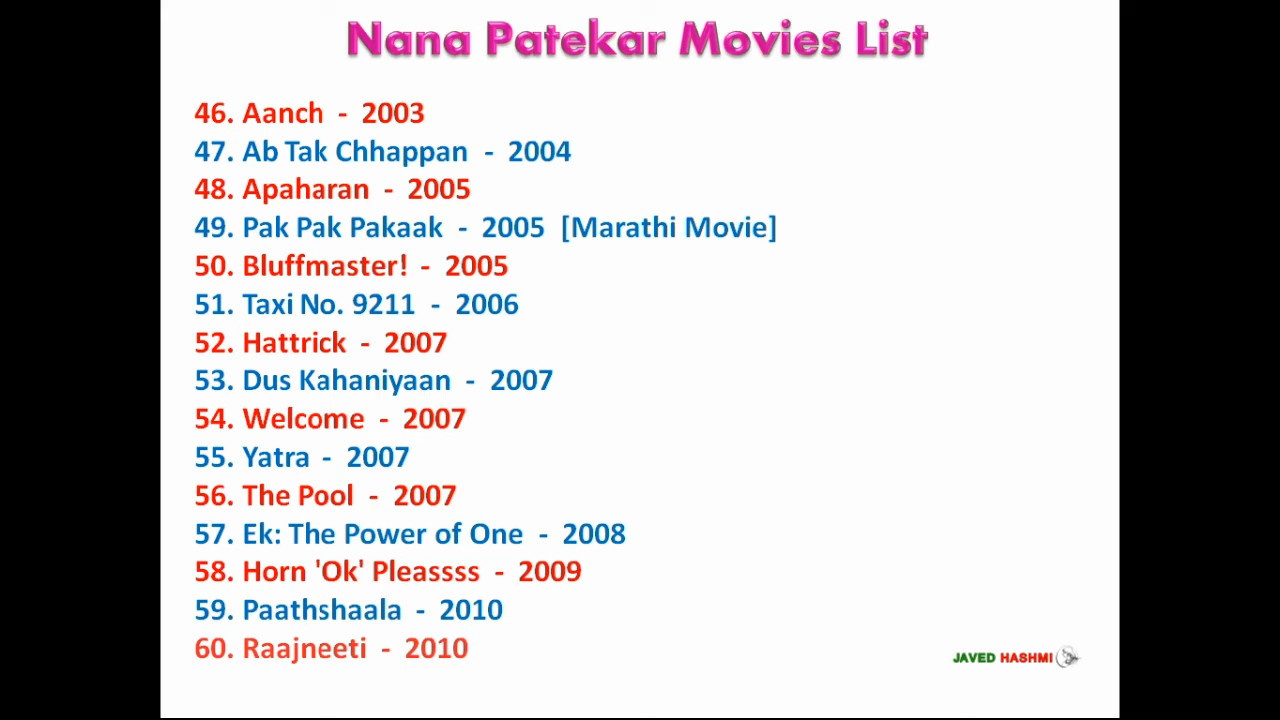 Nana Patekar Movies List
46. Aanch - 2003
47. Ab Tak Chhappan - 2004
48. Apaharan - 2005
49. Pak Pak Pakaak - 2005 [Marathi Movie]
50. Bluffmaster! - 2005
51. Taxi No. 9211 - 2006
52. Hattrick - 2007
53. Dus Kahaniyaan - 2007
54. Welcome - 2007
55. Yatra - 2007
56. The Pool - 2007
57. Ek: The Power of One - 2008
58. Horn 'Ok' Pleassss - 2009
59. Paathshaala - 2010
60. Raajneeti - 2010
JAVED HASHMI